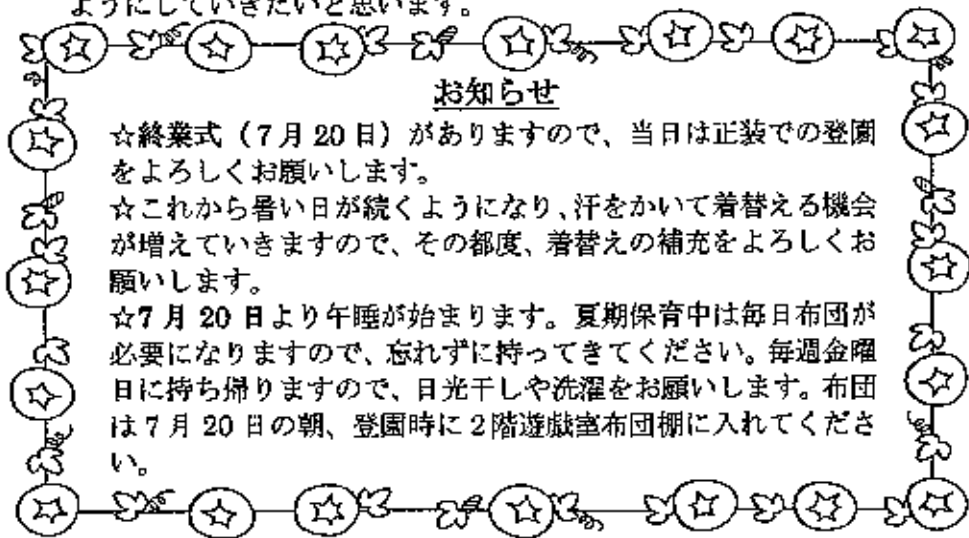 ようにしていきたいと思います。
お知らせ
☆終業式（7月20日）がありますので、当日は正装での登園
をよろしくお願いします。
☆これから暑い日が続くようになり、汗をかいて着替える機会
が増えていきますので、その都度、着替えの補充をよろしくお
願いします。
☆7月20日より午睡が始まります。夏期保育中は毎日布団が
必要になりますので、忘れずに持ってきてください。毎週金曜
日に持ち帰りますので、日光干しや洗濯をお願いします。布団
は7月20日の朝、登園時に2階遊戯室布団棚に入れてくださ
い。